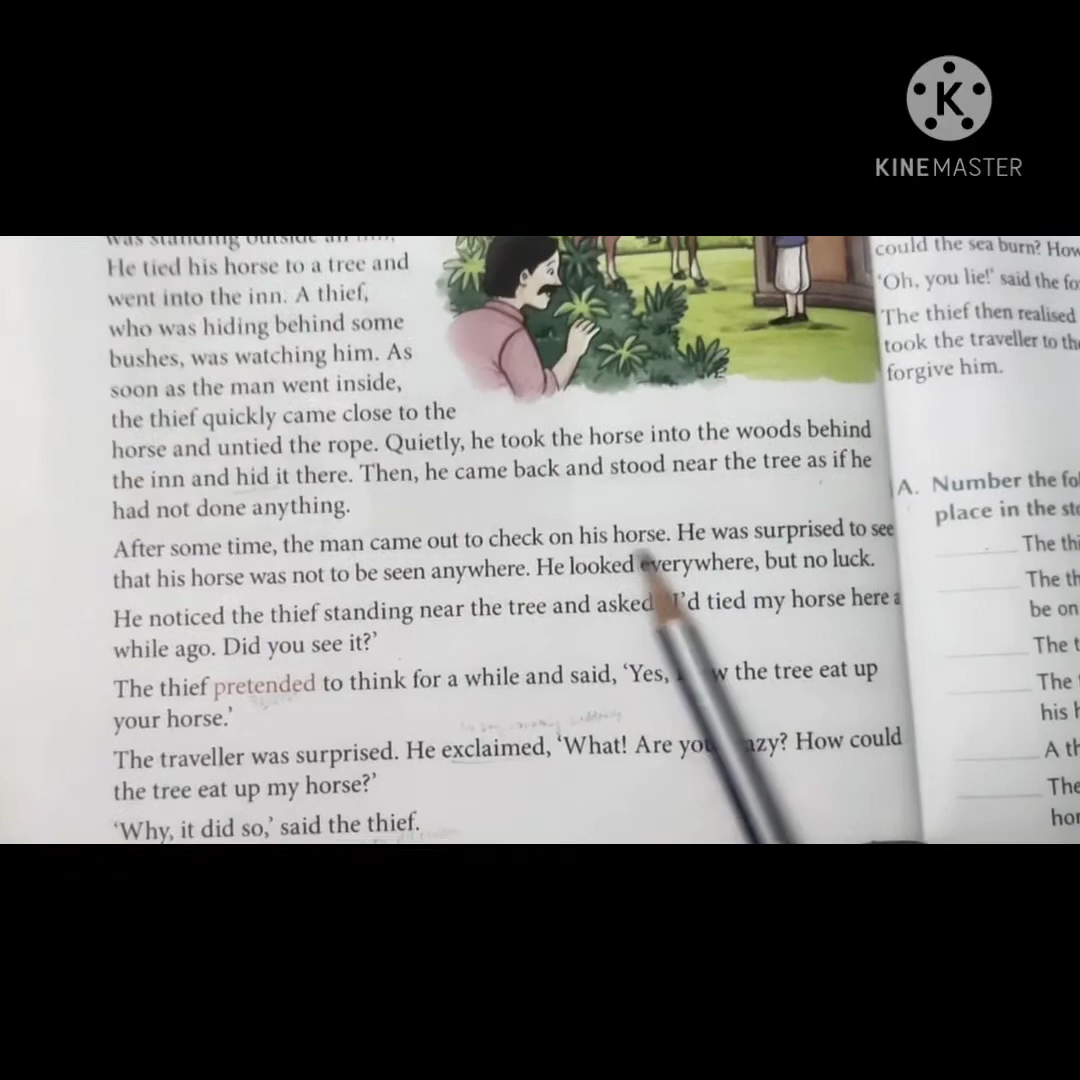 KINEMASTER
was standing outside an inn.
He tied his horse to a tree and
went into the inn. A thief,
who was hiding behind some
bushes, was watching him. As
soon as the man went inside,
the thief quickly came close to the
horse and untied the rope. Quietly, he took the horse into the woods behind
the inn and hid it there. Then, he came back and stood near the tree as if he
had not done anything.
After some time, the man came out to check on his horse. He was surprised to see
that his horse was not to be seen anywhere. He looked everywhere, but no luck.
He noticed the thief standing near the tree and asked, 'I'd tied my horse here a
while ago. Did you see it?'
The thief pretended to think for a while and said, 'Yes, the tree eat up
your horse.'
The traveller was surprised. He exclaimed, 'What! Are you How could
the tree eat up my horse?'
'Why, it did so,' said the thief.
could the sea burn? How
'Oh, you lie!' said the
The thief then realised
took the traveller to
forgive him.
A. Number the
place in the
The
The
be on
The
The
his
A
The